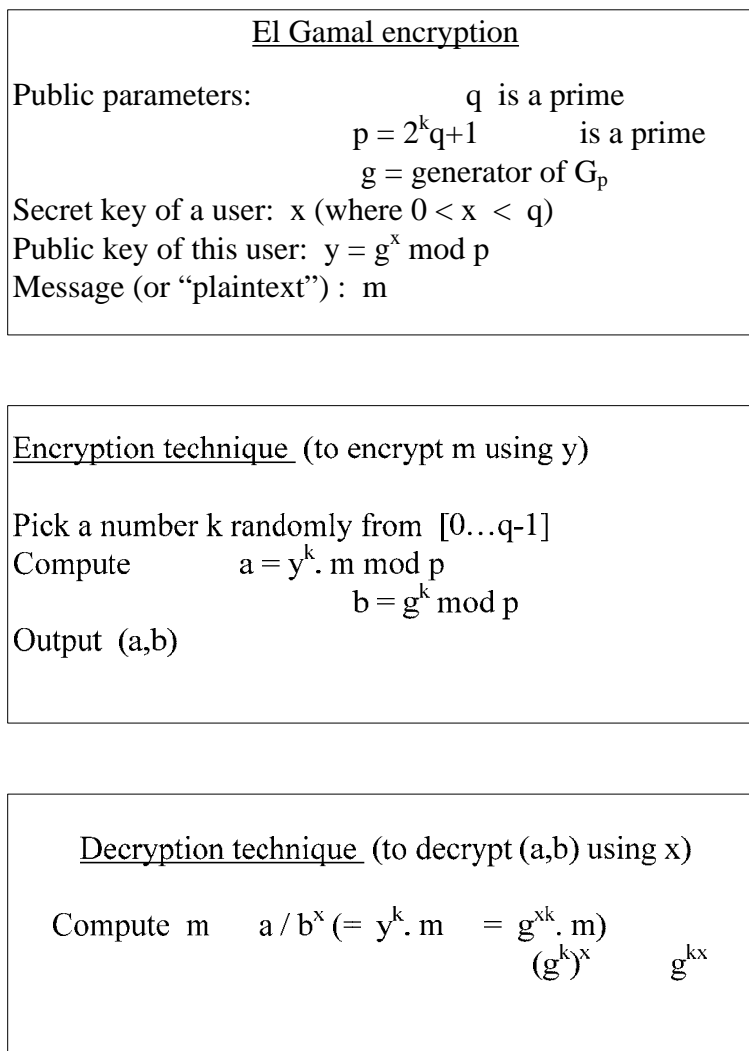 El Gamal encryption
Public parameters: q is a prime
p = 2^k q+1 is a prime
g = generator of G_p
Secret key of a user: x (where 0 < x < q)
Public key of this user: y = g^x mod p
Message (or “plaintext”) : m
Encryption technique (to encrypt m using y)
Pick a number k randomly from [0…q-1]
Compute a = y^k. m mod p
b = g^k mod p
Output (a,b)
Decryption technique (to decrypt (a,b) using x)
Compute m a / b^x (= y^k. m = g^xk. m)
(g^k)^x g^kx